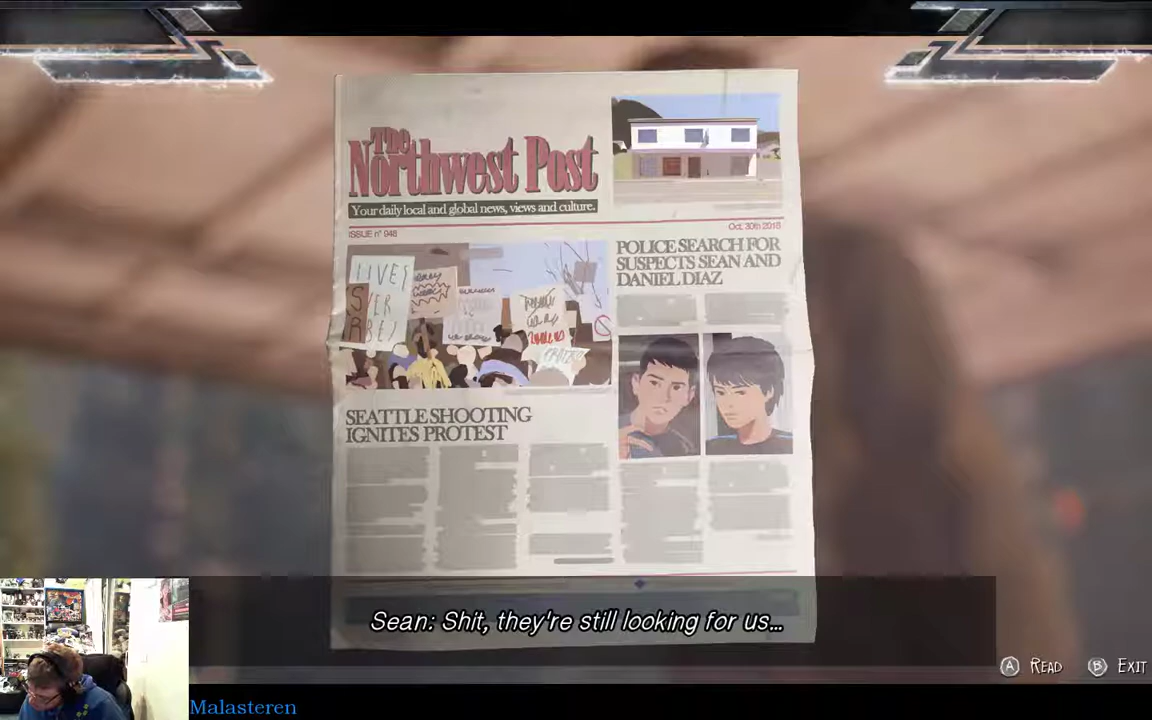 The
Northwest Post
Your daily local and global news, views and culture.
ISSUE n° 948
Oct. 30th 2018
POLICE SEARCH FOR
SUSPECTS SEAN AND
DANIEL DIAZ
LIVES
SEATTLE SHOOTING
IGNITES PROTEST
Sean: Shit, they're still looking for us...
A READ B EXIT
Malasteren